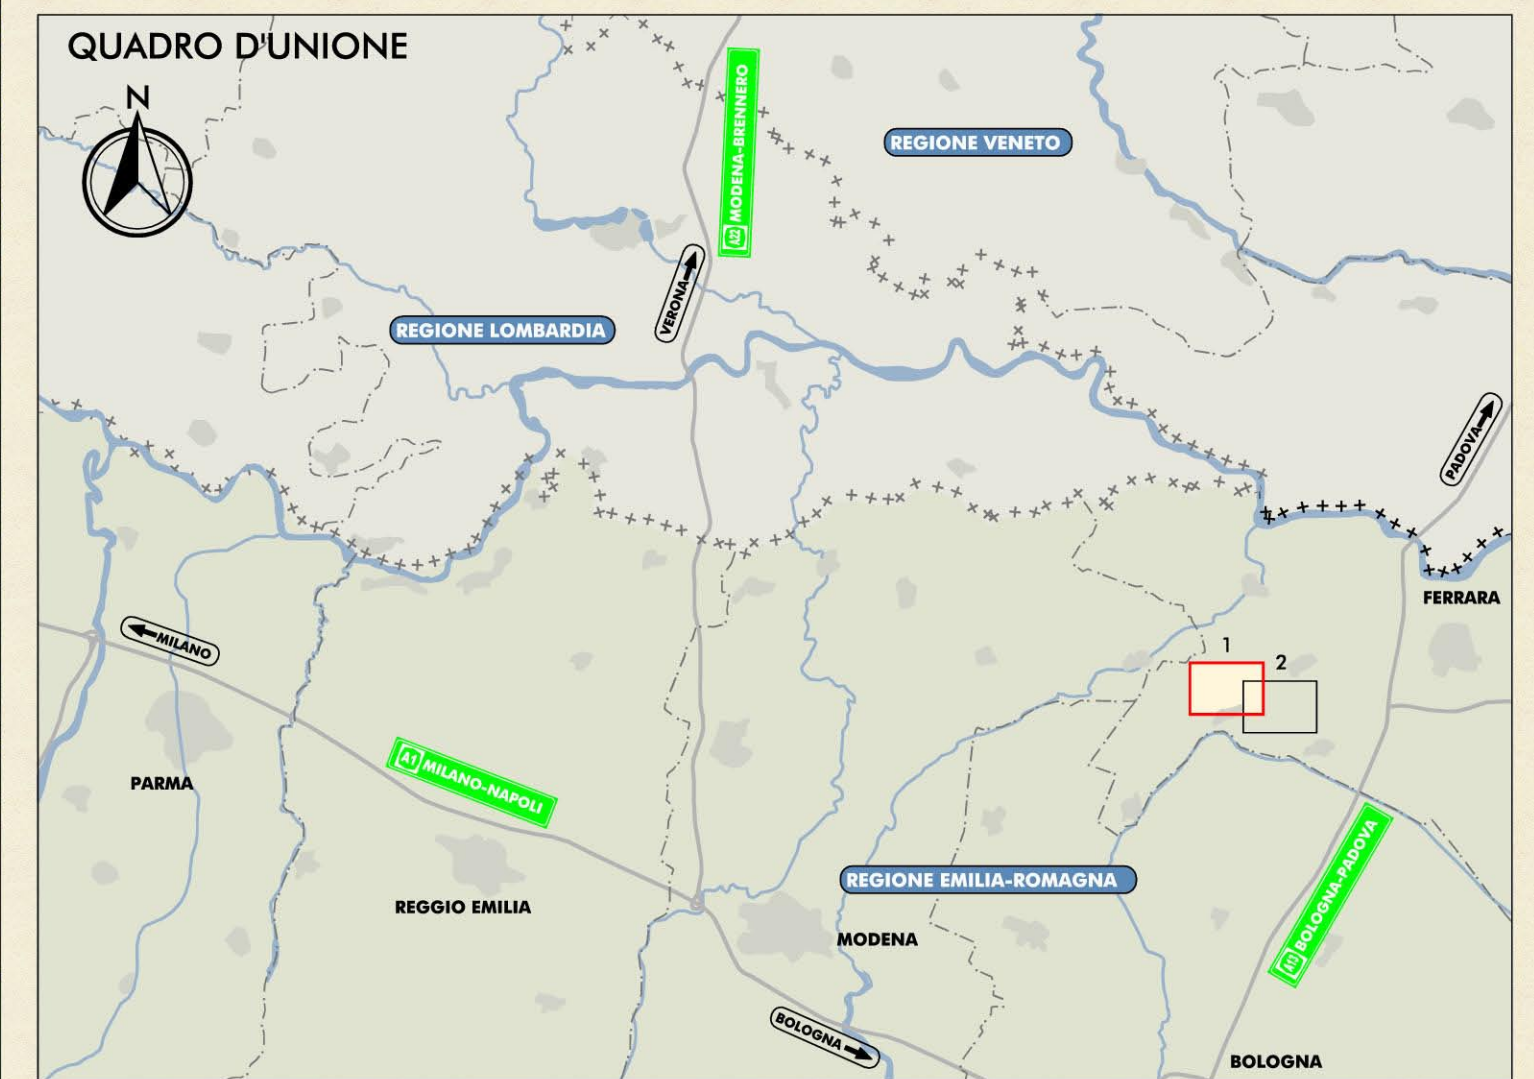 QUADRO D'UNIONE
N
A22 MODENA-BRENNERO
REGIONE VENETO
VERONA
REGIONE LOMBARDIA
PADOVA
FERRARA
MILANO
1
2
PARMA
A1 MILANO-NAPOLI
REGIONE EMILIA-ROMAGNA
A13 BOLOGNA-PADOVA
REGGIO EMILIA
MODENA
BOLOGNA
BOLOGNA